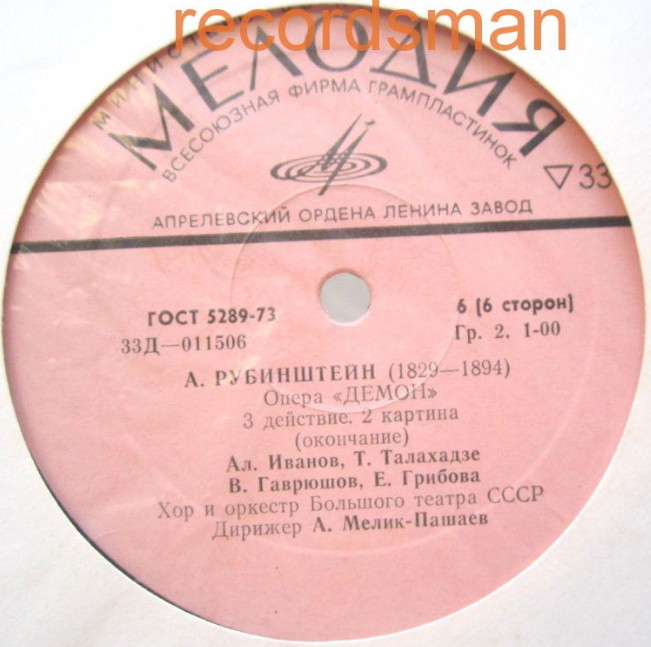 recordsman
МЕЛОДИЯ
ВСЕСОЮЗНАЯ ФИРМА ГРАМПЛАСТИНОК
33
АПРЕЛЕВСКИЙ ОРДЕНА ЛЕНИНА ЗАВОД
ГОСТ 5289-73
6 (6 сторон)
33Д—011506
Гр. 2. 1-00
А. РУБИНШТЕЙН (1829—1894)
Опера «ДЕМОН»
3 действие. 2 картина
(окончание)
Ал. Иванов, Т. Талахадзе
В. Гаврюшов, Е. Грибова
Хор и оркестр Большого театра СССР
Дирижер А. Мелик-Пашаев